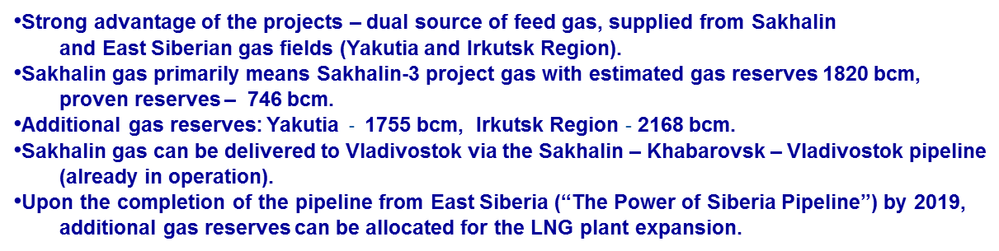 •Strong advantage of the projects – dual source of feed gas, supplied from Sakhalin
and East Siberian gas fields (Yakutia and Irkutsk Region).
•Sakhalin gas primarily means Sakhalin-3 project gas with estimated gas reserves 1820 bcm,
proven reserves – 746 bcm.
•Additional gas reserves: Yakutia - 1755 bcm, Irkutsk Region - 2168 bcm.
•Sakhalin gas can be delivered to Vladivostok via the Sakhalin – Khabarovsk – Vladivostok pipeline
(already in operation).
•Upon the completion of the pipeline from East Siberia (“The Power of Siberia Pipeline”) by 2019,
additional gas reserves can be allocated for the LNG plant expansion.